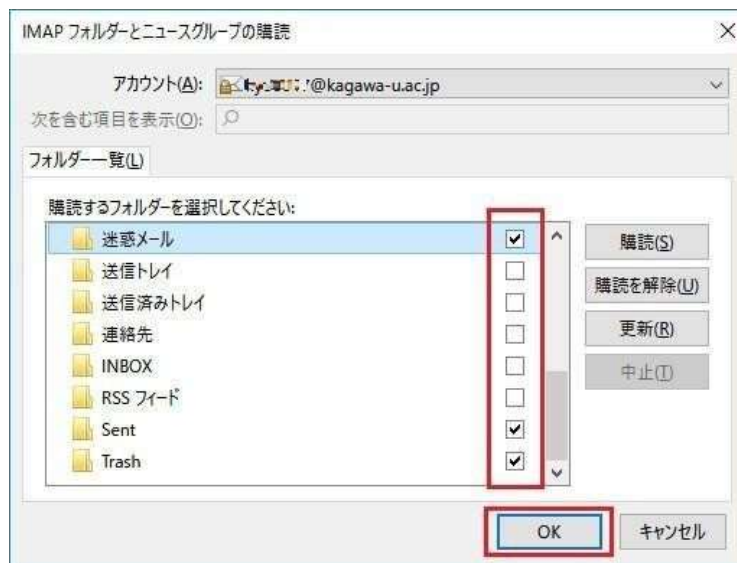 IMAP フォルダーとニュースグループの購読
アカウント(A): @kagawa-u.ac.jp
次を含む項目を表示(O):
フォルダー一覧(L)
購読するフォルダーを選択してください:
迷惑メール
送信トレイ
送信済みトレイ
連絡先
INBOX
RSS フィード
Sent
Trash
購読(S)
購読を解除(U)
更新(R)
中止(T)
OK
キャンセル